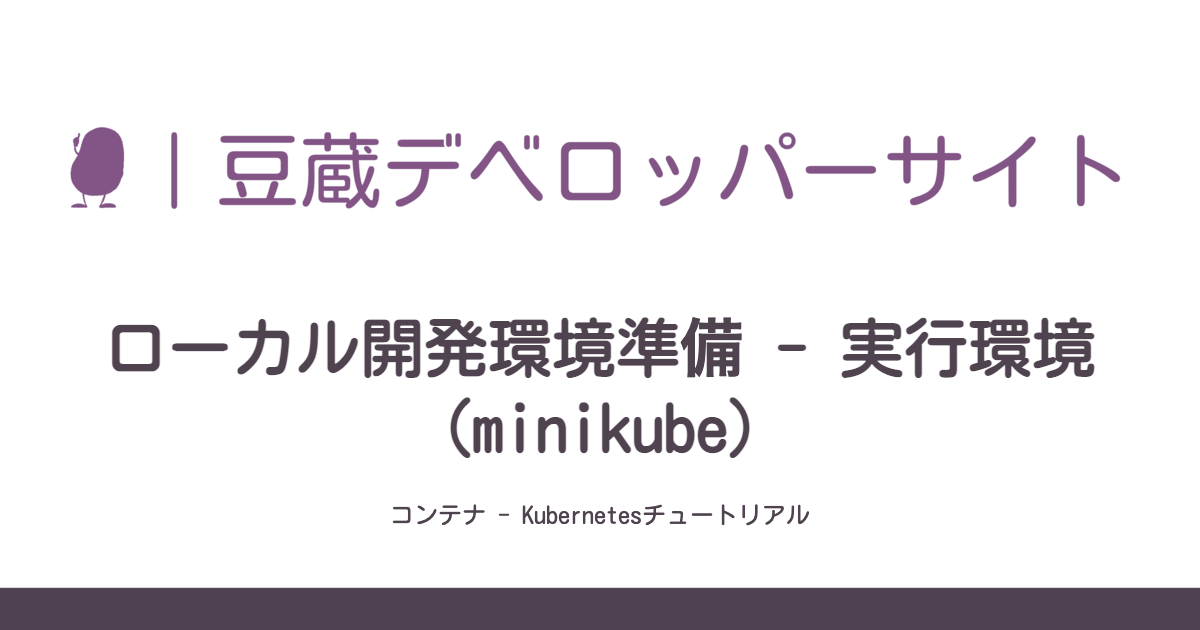 豆蔵デベロッパーサイト
ローカル開発環境準備 - 実行環境
(minikube)
コンテナ - Kubernetesチュートリアル